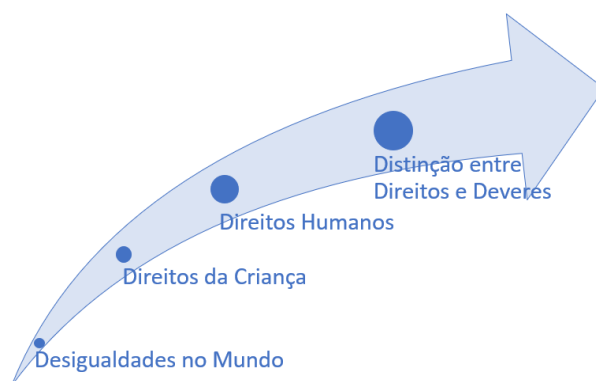 Distinção entre
Direitos e Deveres
Direitos Humanos
Direitos da Criança
Desigualdades no Mundo